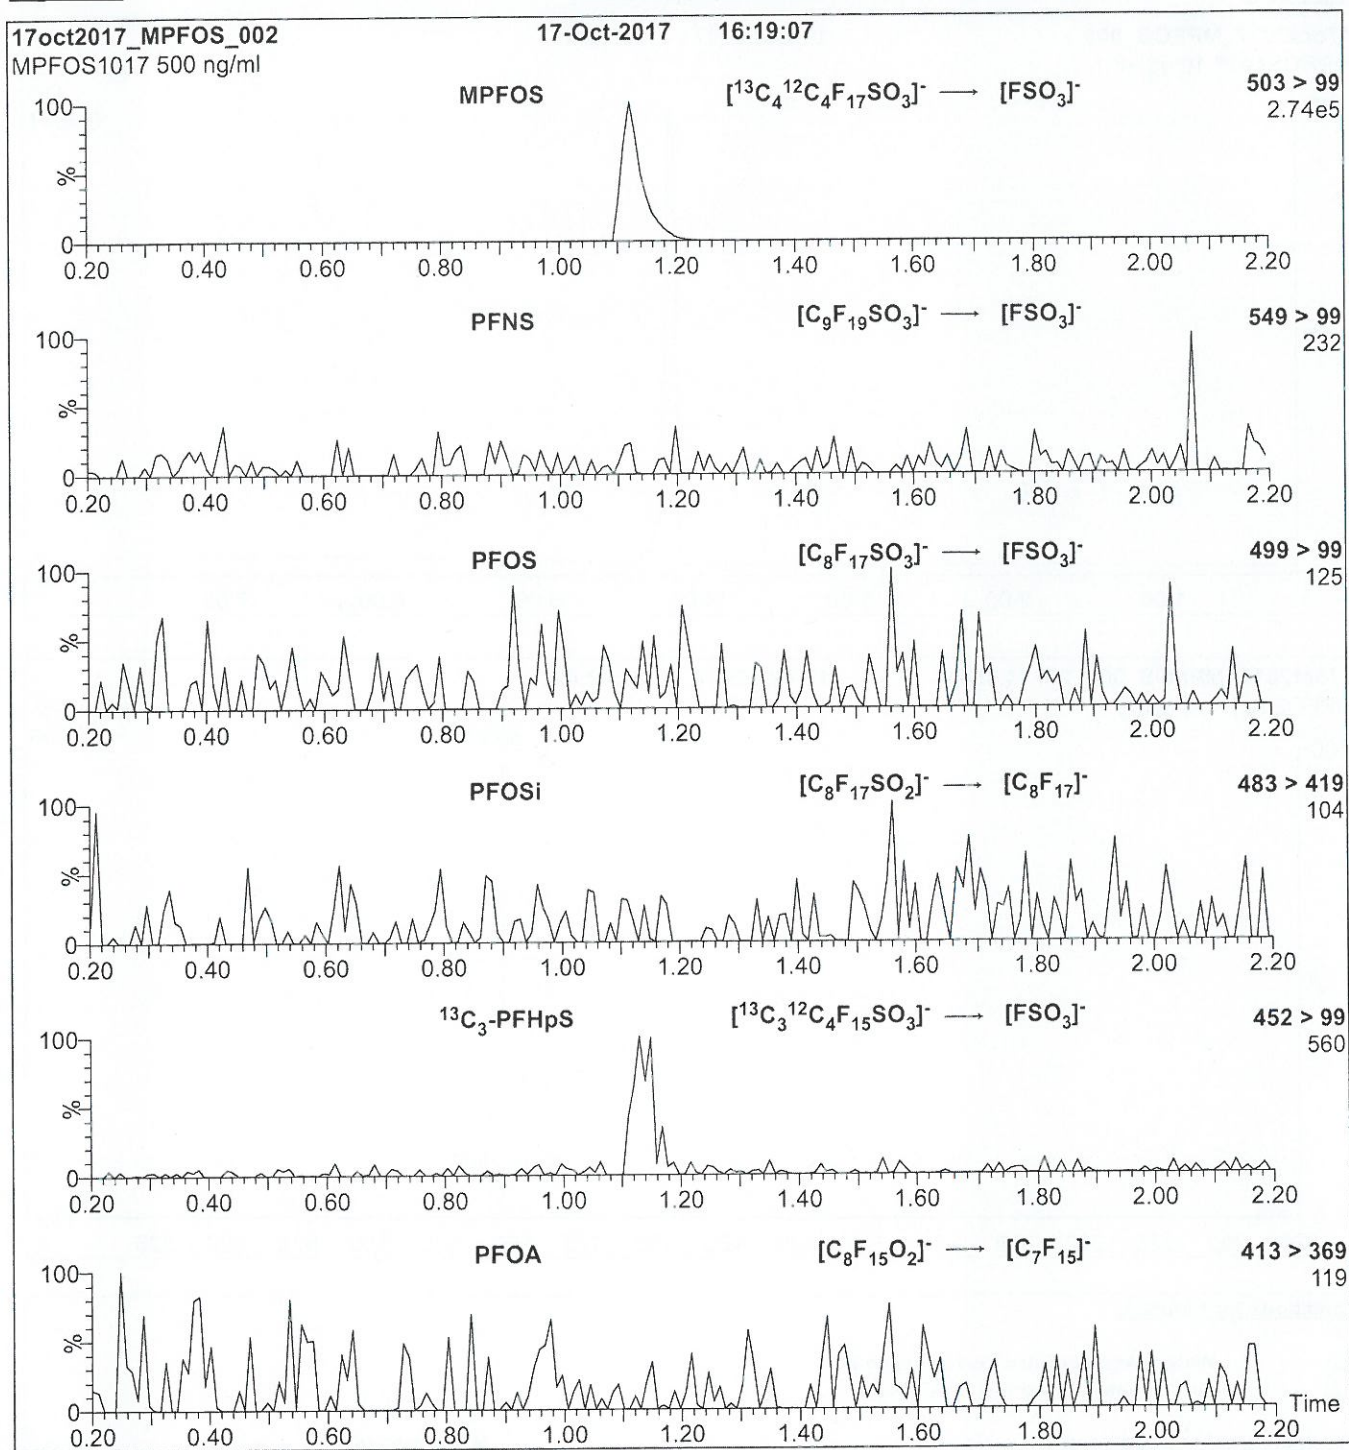 17oct2017_MPFOS_002 17-Oct-2017 16:19:07
MPFOS1017 500 ng/ml
MPFOS [¹³C₄¹²C₄F₁₇SO₃]⁻ ⟶ [FSO₃]⁻ 503 > 99
2.74e5
100
%
0
0.20 0.40 0.60 0.80 1.00 1.20 1.40 1.60 1.80 2.00 2.20
PFNS [C₉F₁₉SO₃]⁻ ⟶ [FSO₃]⁻ 549 > 99
232
100
%
0
0.20 0.40 0.60 0.80 1.00 1.20 1.40 1.60 1.80 2.00 2.20
PFOS [C₈F₁₇SO₃]⁻ ⟶ [FSO₃]⁻ 499 > 99
125
100
%
0
0.20 0.40 0.60 0.80 1.00 1.20 1.40 1.60 1.80 2.00 2.20
PFOSi [C₈F₁₇SO₂]⁻ ⟶ [C₈F₁₇]⁻ 483 > 419
104
100
%
0
0.20 0.40 0.60 0.80 1.00 1.20 1.40 1.60 1.80 2.00 2.20
¹³C₃-PFHpS [¹³C₃¹²C₄F₁₅SO₃]⁻ ⟶ [FSO₃]⁻ 452 > 99
560
100
%
0
0.20 0.40 0.60 0.80 1.00 1.20 1.40 1.60 1.80 2.00 2.20
PFOA [C₈F₁₅O₂]⁻ ⟶ [C₇F₁₅]⁻ 413 > 369
119
100
%
0 Time
0.20 0.40 0.60 0.80 1.00 1.20 1.40 1.60 1.80 2.00 2.20